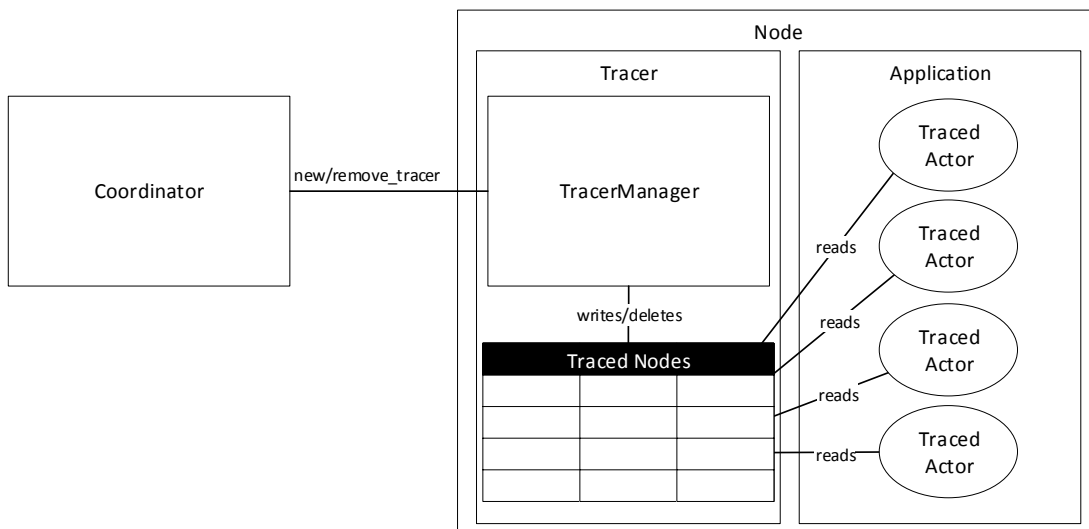 Node
Tracer
Application
Coordinator
new/remove_tracer
TracerManager
Traced
Actor
reads
Traced
Actor
writes/deletes
reads
Traced Nodes
Traced
Actor
reads
Traced
Actor
reads